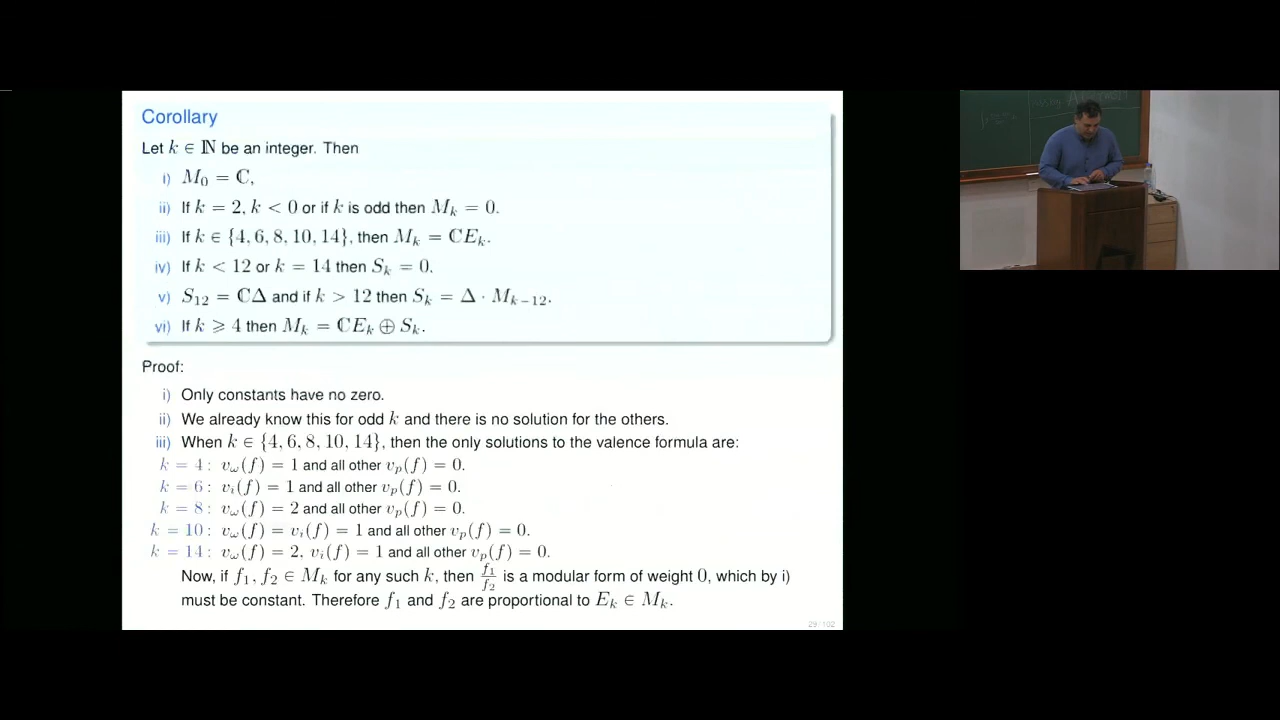 Corollary
Let k ∈ ℕ be an integer. Then
i) M₀ = ℂ,
ii) If k = 2, k < 0 or if k is odd then Mₖ = 0.
iii) If k ∈ {4, 6, 8, 10, 14}, then Mₖ = ℂEₖ.
iv) If k < 12 or k = 14 then Sₖ = 0.
v) S₁₂ = ℂΔ and if k > 12 then Sₖ = Δ · Mₖ₋₁₂.
vi) If k ⩾ 4 then Mₖ = ℂEₖ ⊕ Sₖ.
Proof:
i) Only constants have no zero.
ii) We already know this for odd k and there is no solution for the others.
iii) When k ∈ {4, 6, 8, 10, 14}, then the only solutions to the valence formula are:
k = 4 : v_ω(f) = 1 and all other v_p(f) = 0.
k = 6 : v_i(f) = 1 and all other v_p(f) = 0.
k = 8 : v_ω(f) = 2 and all other v_p(f) = 0.
k = 10 : v_ω(f) = v_i(f) = 1 and all other v_p(f) = 0.
k = 14 : v_ω(f) = 2, v_i(f) = 1 and all other v_p(f) = 0.
Now, if f₁, f₂ ∈ Mₖ for any such k, then f₁/f₂ is a modular form of weight 0, which by i)
must be constant. Therefore f₁ and f₂ are proportional to Eₖ ∈ Mₖ.
29/102